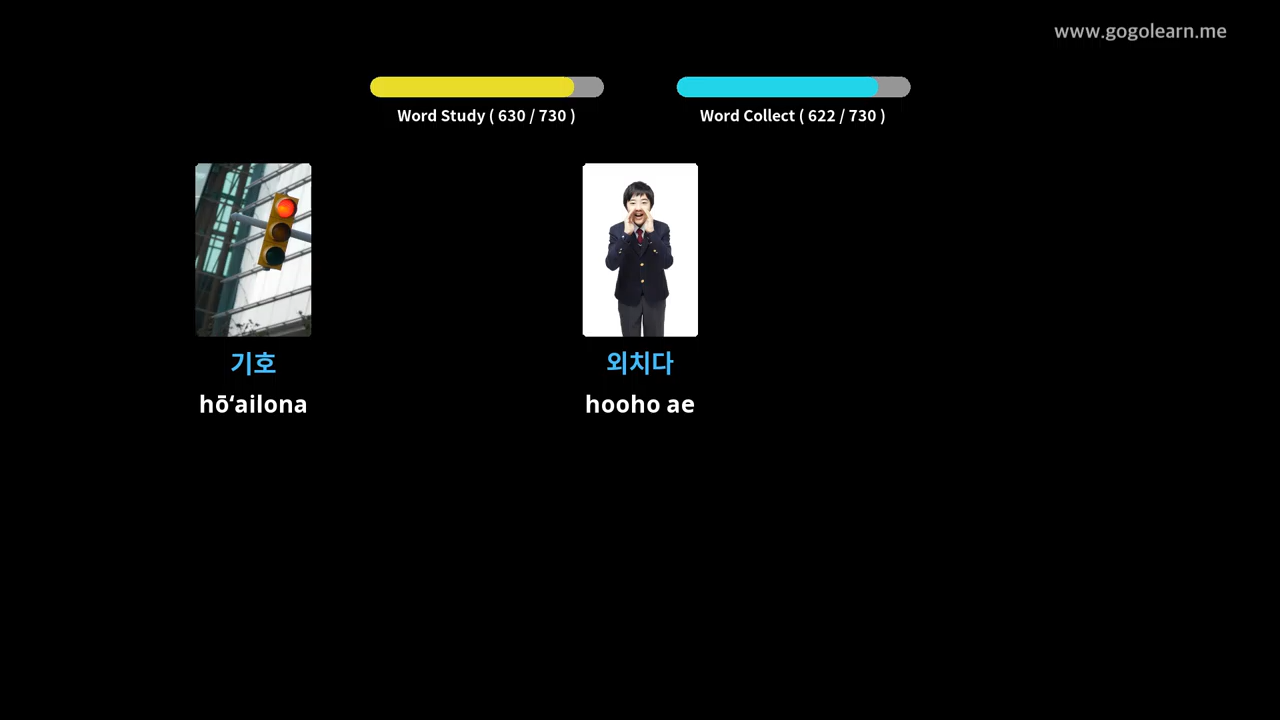 www.gogolearn.me
Word Study ( 630 / 730 )
Word Collect ( 622 / 730 )
기호
hōʻailona
외치다
hooho ae